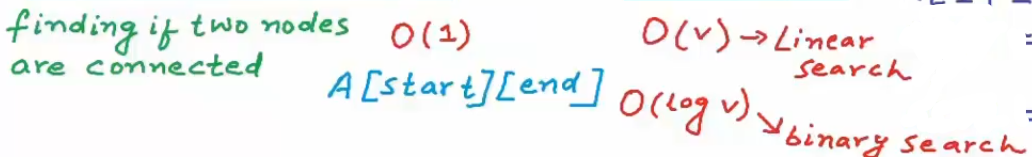 finding if two nodes
are connected
O(1)
A[start][end]
O(v) → Linear
search
O(log v)
↘ binary search